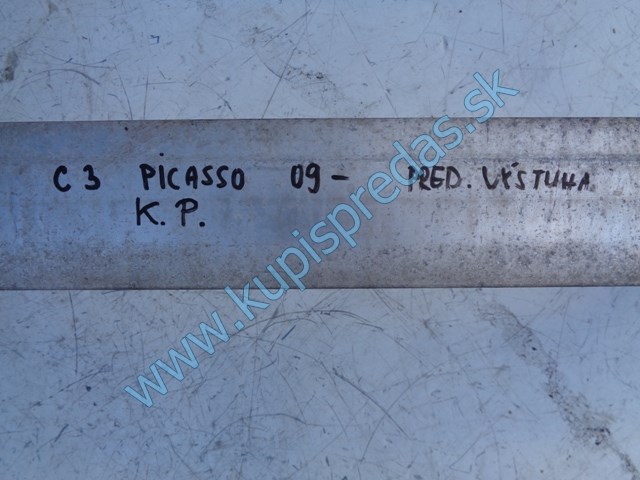 C3 PICASSO 09- PRED. VÝSTUHA
K.P.
www.kupispredas.sk